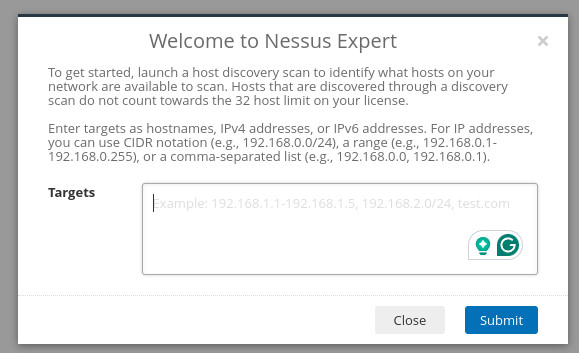 Welcome to Nessus Expert
×
To get started, launch a host discovery scan to identify what hosts on your
network are available to scan. Hosts that are discovered through a discovery
scan do not count towards the 32 host limit on your license.
Enter targets as hostnames, IPv4 addresses, or IPv6 addresses. For IP addresses,
you can use CIDR notation (e.g., 192.168.0.0/24), a range (e.g., 192.168.0.1-
192.168.0.255), or a comma-separated list (e.g., 192.168.0.0, 192.168.0.1).
Targets
Example: 192.168.1.1-192.168.1.5, 192.168.2.0/24, test.com
Close
Submit